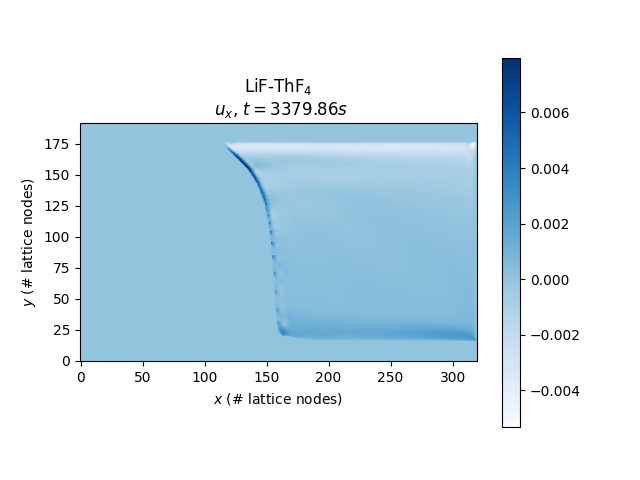 LiF-ThF₄
uₓ, t = 3379.86s
175
150
125
100
75
50
25
0
y (# lattice nodes)
0 50 100 150 200 250 300
x (# lattice nodes)
0.006
0.004
0.002
0.000
−0.002
−0.004